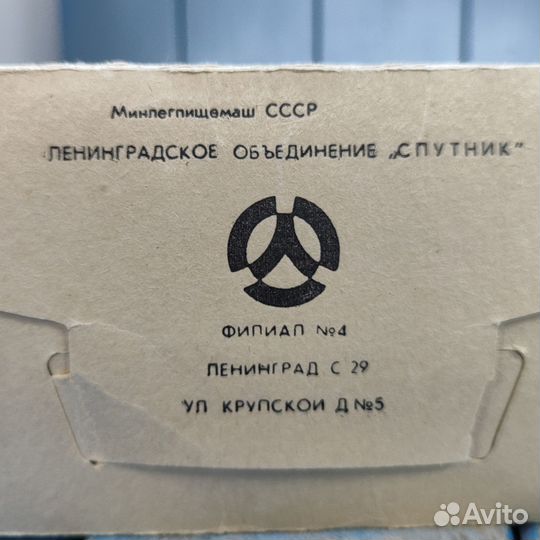 Минлегпищемаш СССР
ЛЕНИНГРАДСКОЕ ОБЪЕДИНЕНИЕ „СПУТНИК"
ФИЛИАЛ №4
ЛЕНИНГРАД С 29
УЛ КРУПСКОЙ Д №5
Avito